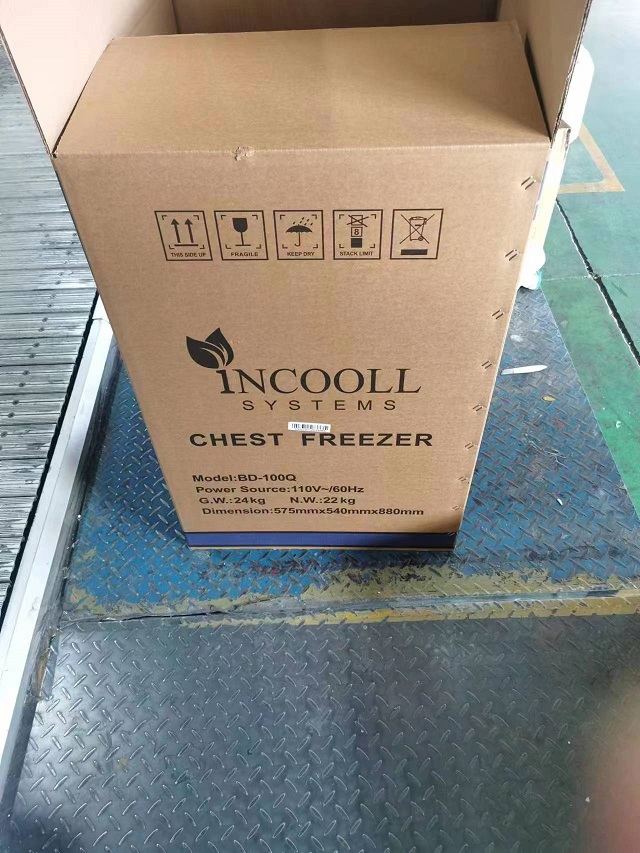 THIS SIDE UP
FRAGILE
KEEP DRY
8
STACK LIMIT
INCOOLL
SYSTEMS
CHEST FREEZER
Model:BD-100Q
Power Source:110V~/60Hz
G.W.:24kg N.W.:22kg
Dimension:575mmx540mmx880mm